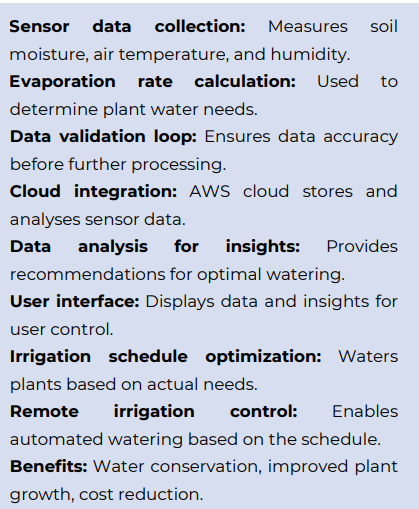 Sensor data collection: Measures soil
moisture, air temperature, and humidity.
Evaporation rate calculation: Used to
determine plant water needs.
Data validation loop: Ensures data accuracy
before further processing.
Cloud integration: AWS cloud stores and
analyses sensor data.
Data analysis for insights: Provides
recommendations for optimal watering.
User interface: Displays data and insights for
user control.
Irrigation schedule optimization: Waters
plants based on actual needs.
Remote irrigation control: Enables
automated watering based on the schedule.
Benefits: Water conservation, improved plant
growth, cost reduction.